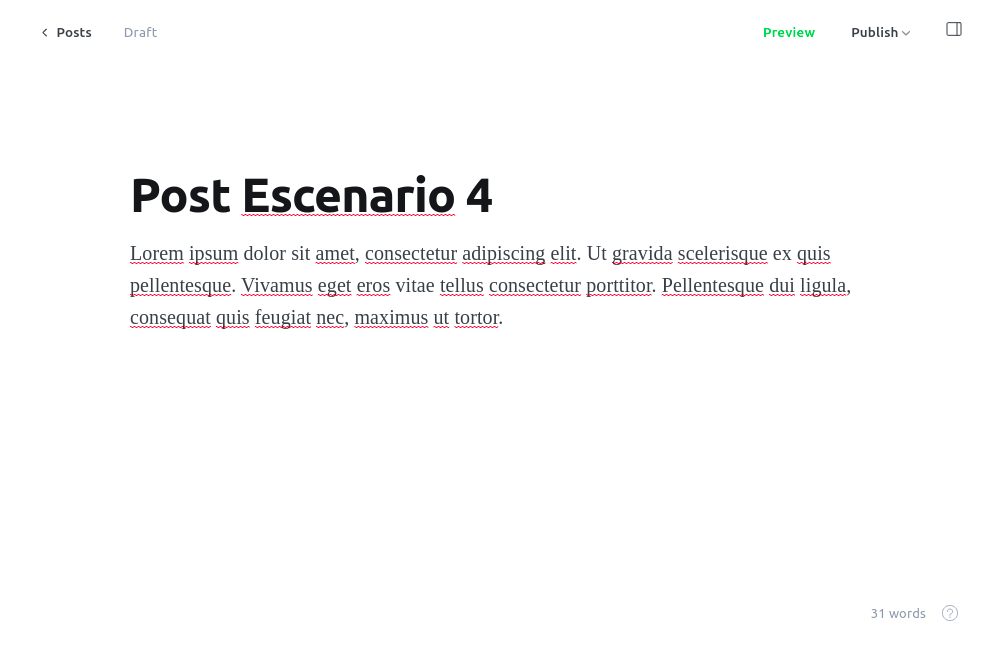 Posts Draft Preview Publish
Post Escenario 4
Lorem ipsum dolor sit amet, consectetur adipiscing elit. Ut gravida scelerisque ex quis
pellentesque. Vivamus eget eros vitae tellus consectetur porttitor. Pellentesque dui ligula,
consequat quis feugiat nec, maximus ut tortor.
31 words ?